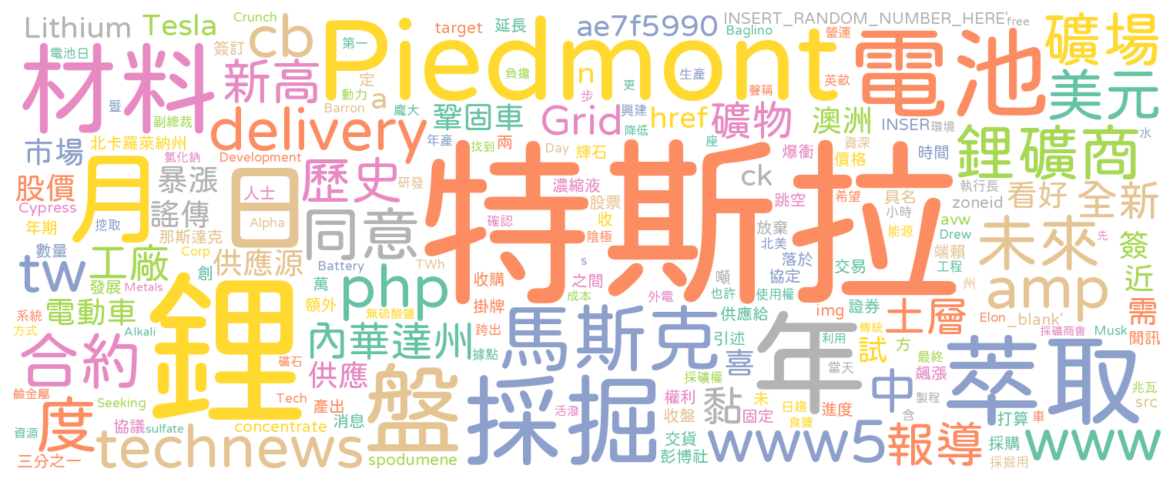 Lithium
Tesla
Crunch
cb
簽訂
電池日
材料
新高
第一
定
動力
Barron
a
暨
副總裁
Piedmont
target
延長
負擔
n
步
龐大
鞏固車
ae7f5990
INSERT_RANDOM_NUMBER_HERE'
Baglino
free
營運
更
生產
聲稱
英畝
電池
礦場
美元
delivery
Grid
興建
降低
href
礦物
座
澳洲
資深
價格
INSER
環境
鋰礦商
水
北卡羅萊納州
氫化鈉
Development
年產
找到
兩
Day
輝石
爆衝
時間
市場
股價
Cypress
年期
挖取
月
暴漲
謠傳
那斯達克
日
人士
Alpha
歷史
研發
同意
特斯拉
濃縮液
股票
收
確認
陰極
ck
跳空
放棄
北美
落於
協定
希望
具名
小時
能源
執行長
zoneid
看好
全新
avw
Drew
端賴
工程
未來
簽
先
近
數量
tw
Metals
工廠
發展
Corp
供應源
創
Battery
TWh
s
收購
之間
成本
外電
噸
也許
使用權
供應給
交易
州
amp
需
系統
方式
電動車
Alkali
鋰
萬
額外
php
無硫酸鹽
掛牌
跨出
據點
內華達州
馬斯克
引述
喜
年
img
證券
傳統
利用
當天
土層
方
試
最終
飆漲
Elon
_blank'
採礦商會
Musk
聞訊
合約
鹼金屬
礦石
Tech
供應
產出
消息
盤
採掘
活潑
採礦權
權利
收盤
黏
未
固定
日趨
食鹽
中
製程
含
進度
萃取
兆瓦
src
Seeking
度
資源
協議
sulfate
concentrate
三分之一
technews
spodumene
交貨
彭博社
www5
報導
打算
車
採購
採掘用
www